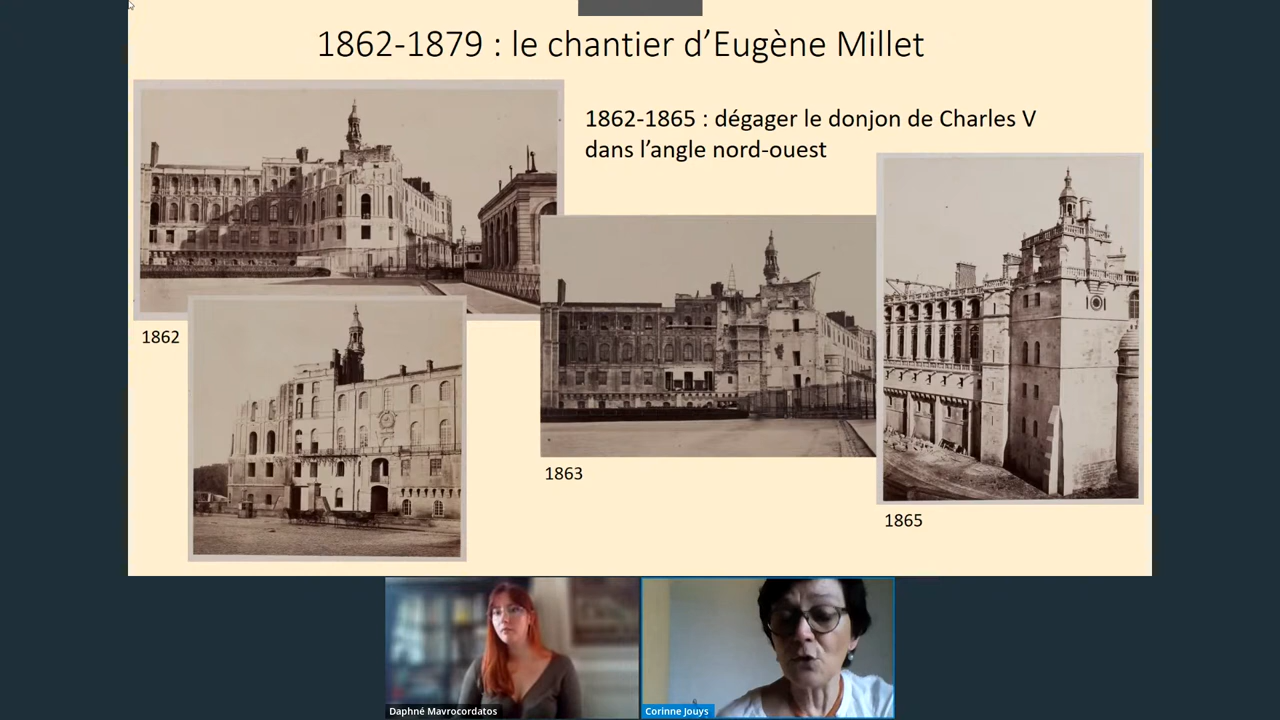 1862-1879 : le chantier d’Eugène Millet
1862-1865 : dégager le donjon de Charles V
dans l’angle nord-ouest
1862
1863
1865
Daphné Mavrocordatos
Corinne Jouys